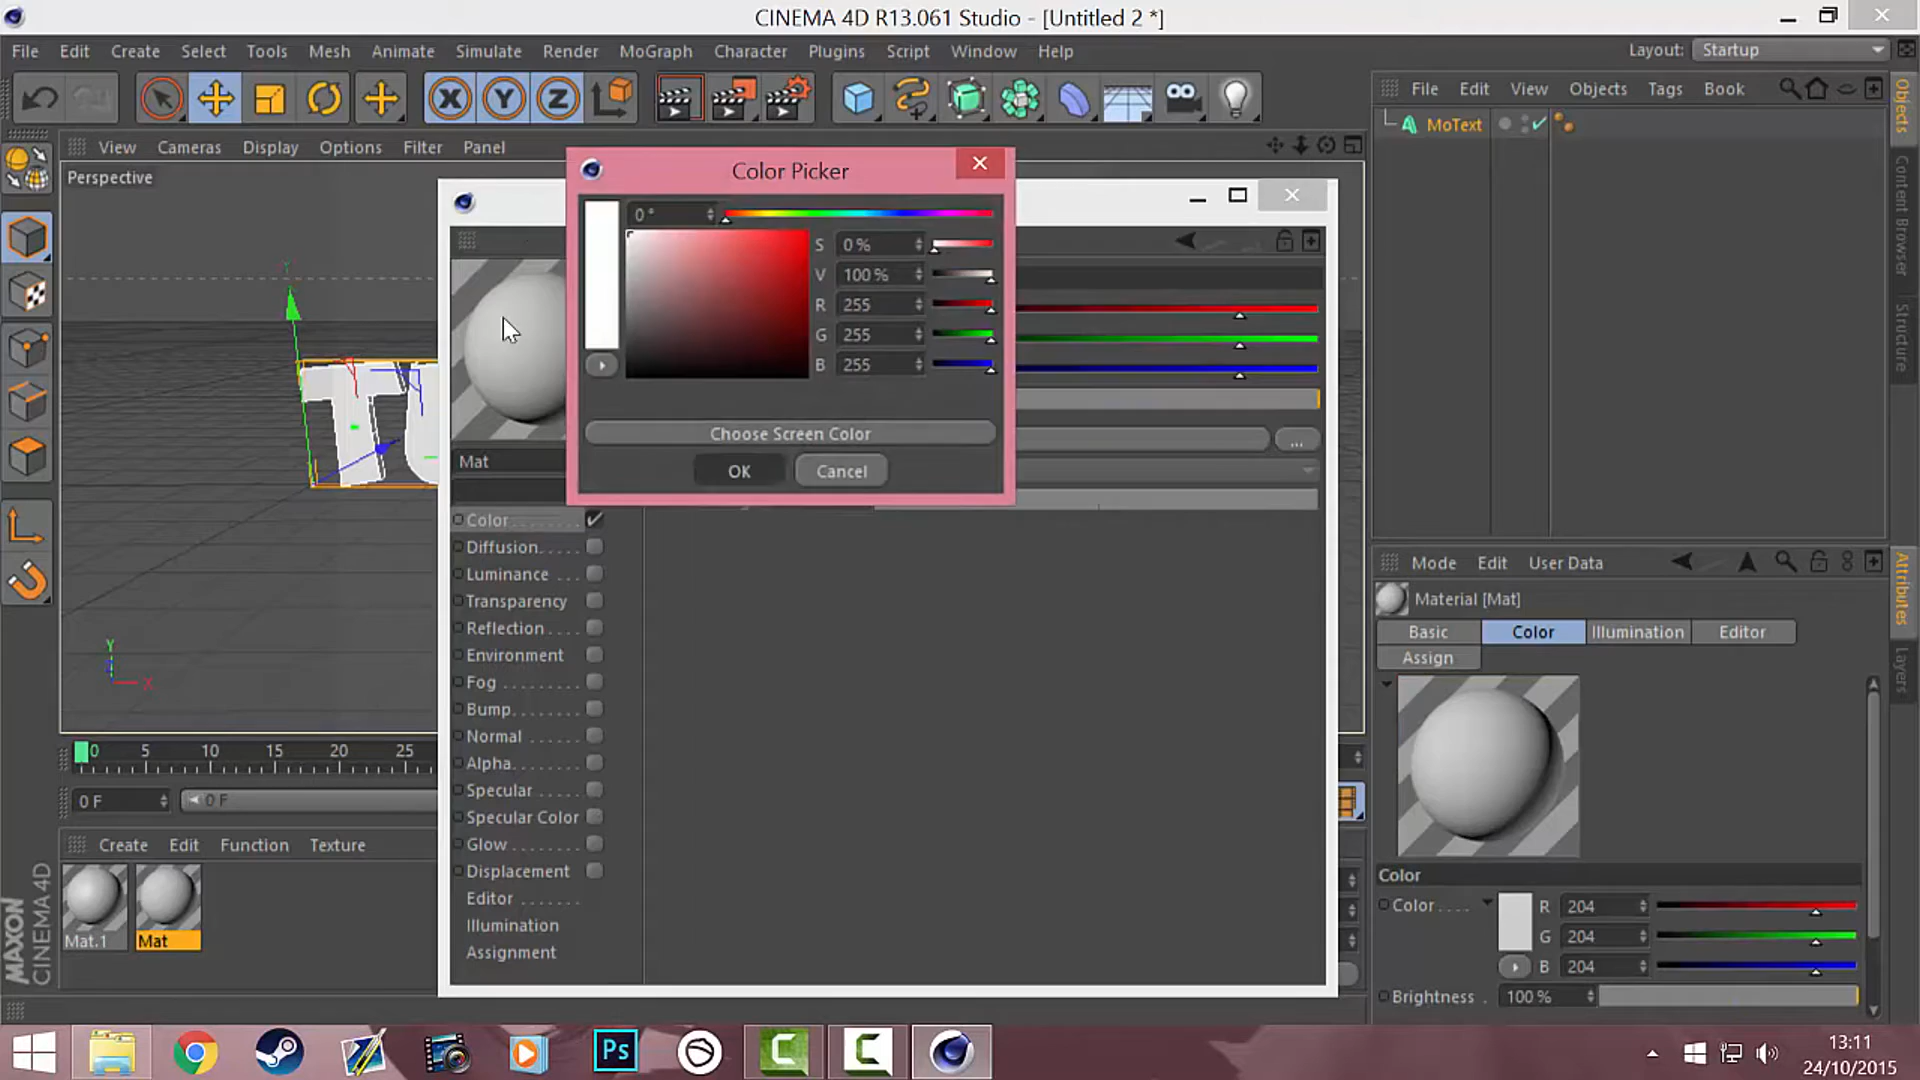 CINEMA 4D R13.061 Studio - [Untitled 2 *]
File Edit Create Select Tools Mesh Animate Simulate Render MoGraph Character Plugins Script Window Help
Layout: Startup
X Y Z
File Edit View Objects Tags Book
MoText
View Cameras Display Options Filter Panel
Perspective
Color Picker
0 °
S 0 %
V 100 %
R 255
G 255
B 255
Choose Screen Color
OK Cancel
...
Mat
Color
Diffusion
Luminance
Transparency
Reflection
Environment
Fog
Bump
Normal
Alpha
Specular
Specular Color
Glow
Displacement
Editor
Illumination
Assignment
TU
Y
Y
X
0 5 10 15 20 25
0 F 0 F
Create Edit Function Texture
Mat.1 Mat
MAXON
CINEMA 4D
Objects
Content Browser
Structure
Attributes
Layers
Mode Edit User Data
Material [Mat]
Basic Color Illumination Editor
Assign
Color
Color R 204
G 204
B 204
Brightness 100 %
Ps
13:11
24/10/2015